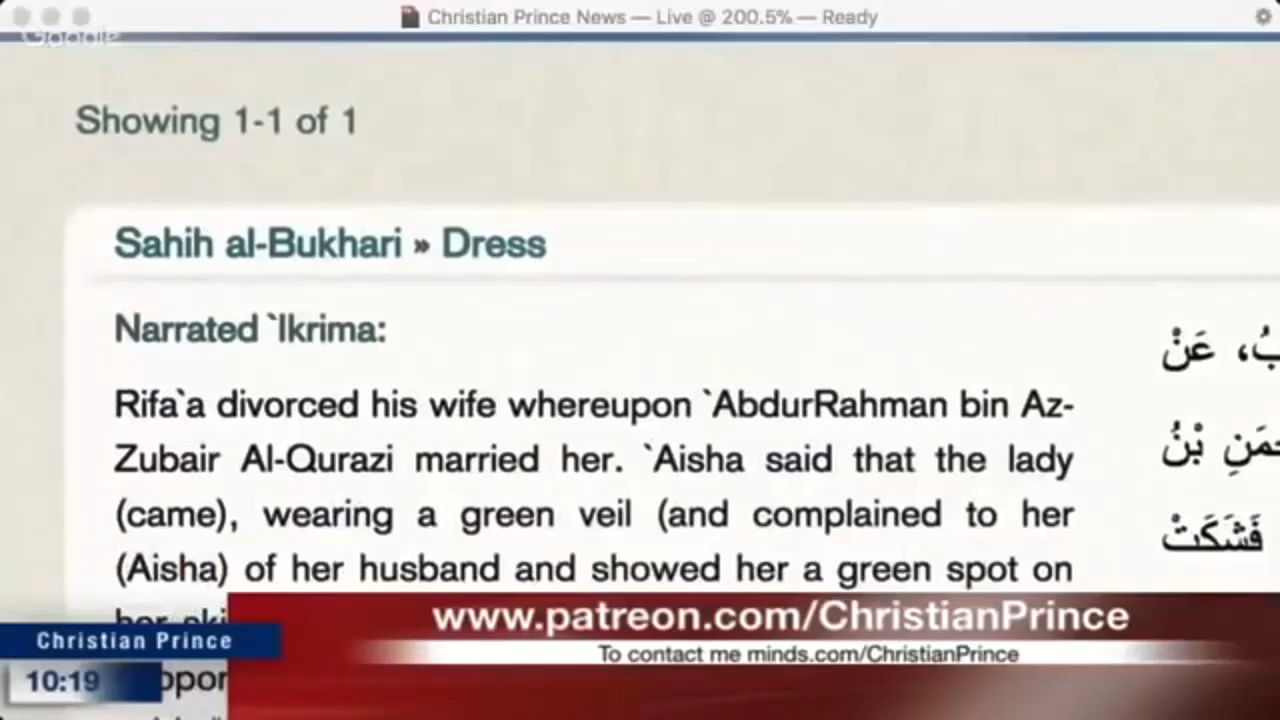 Christian Prince News — Live @ 200.5% — Ready
Google
Showing 1-1 of 1
Sahih al-Bukhari » Dress
Narrated `Ikrima:
Rifa`a divorced his wife whereupon `AbdurRahman bin Az-
Zubair Al-Qurazi married her. `Aisha said that the lady
(came), wearing a green veil (and complained to her
(Aisha) of her husband and showed her a green spot on
her ski
عَنْ
بْنُ
فَشَكَتْ
www.patreon.com/ChristianPrince
To contact me minds.com/ChristianPrince
Christian Prince
10:19